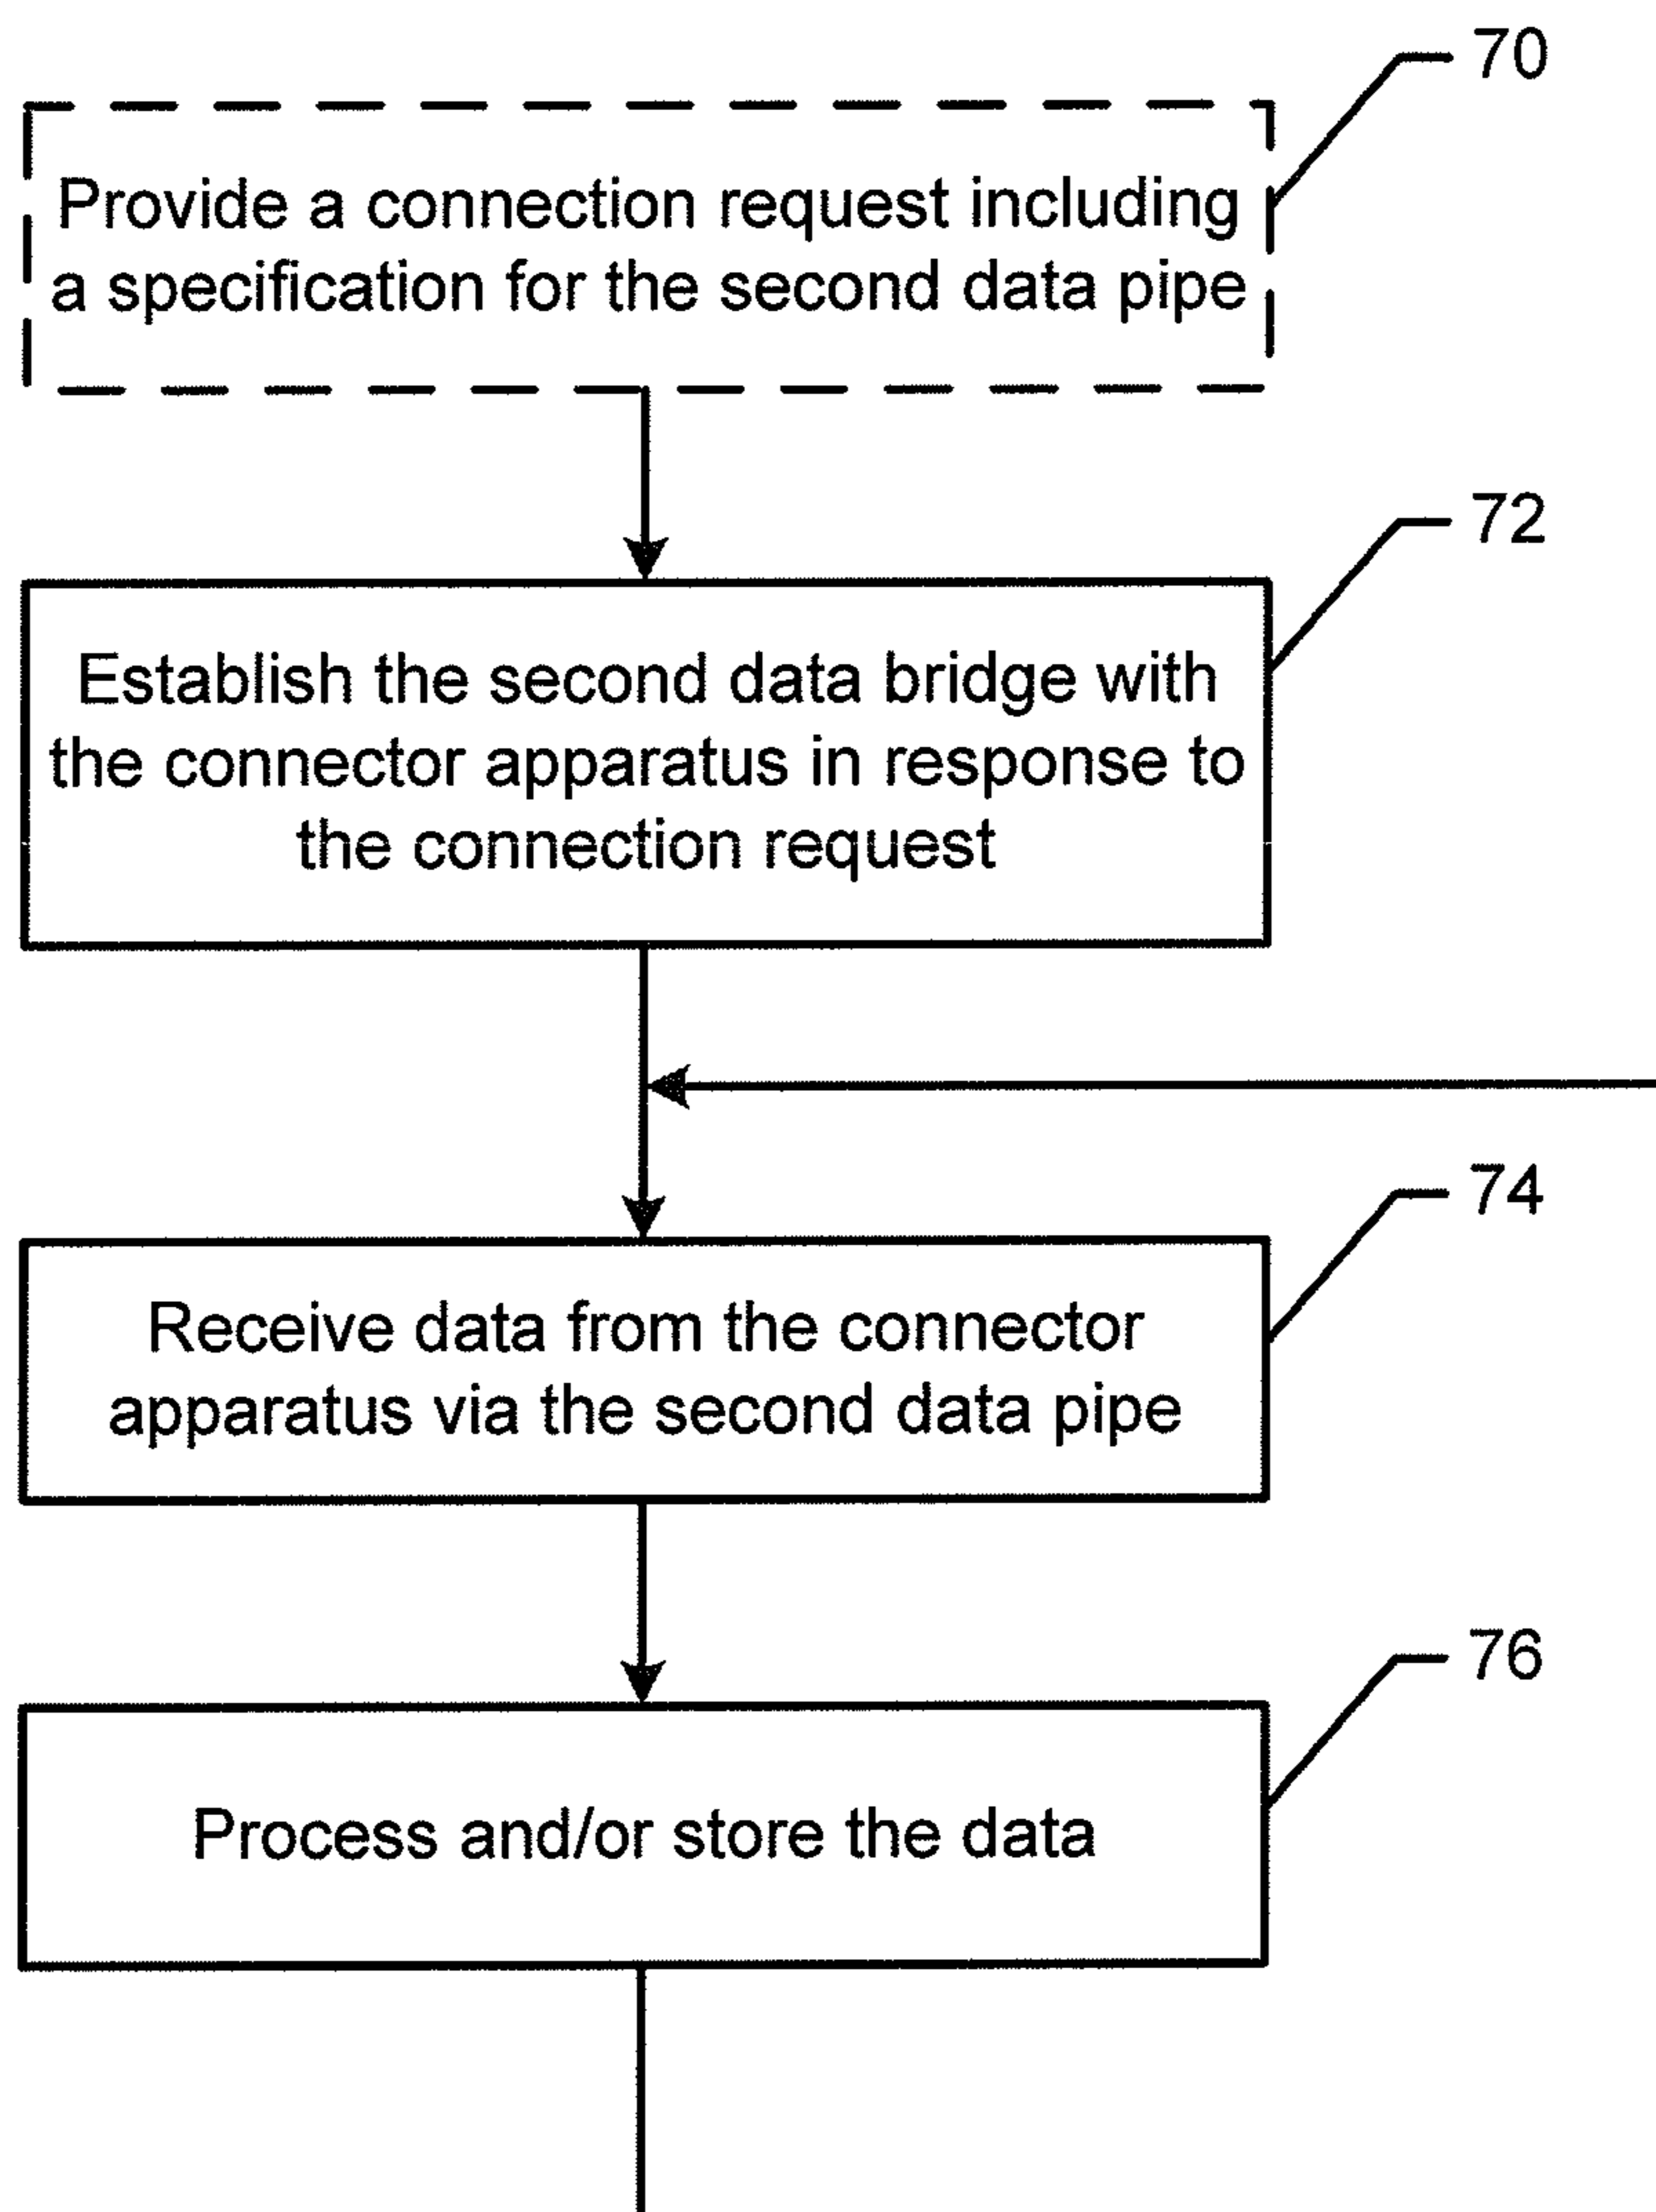 70
Provide a connection request including
a specification for the second data pipe
72
Establish the second data bridge with
the connector apparatus in response to
the connection request
74
Receive data from the connector
apparatus via the second data pipe
76
Process and/or store the data